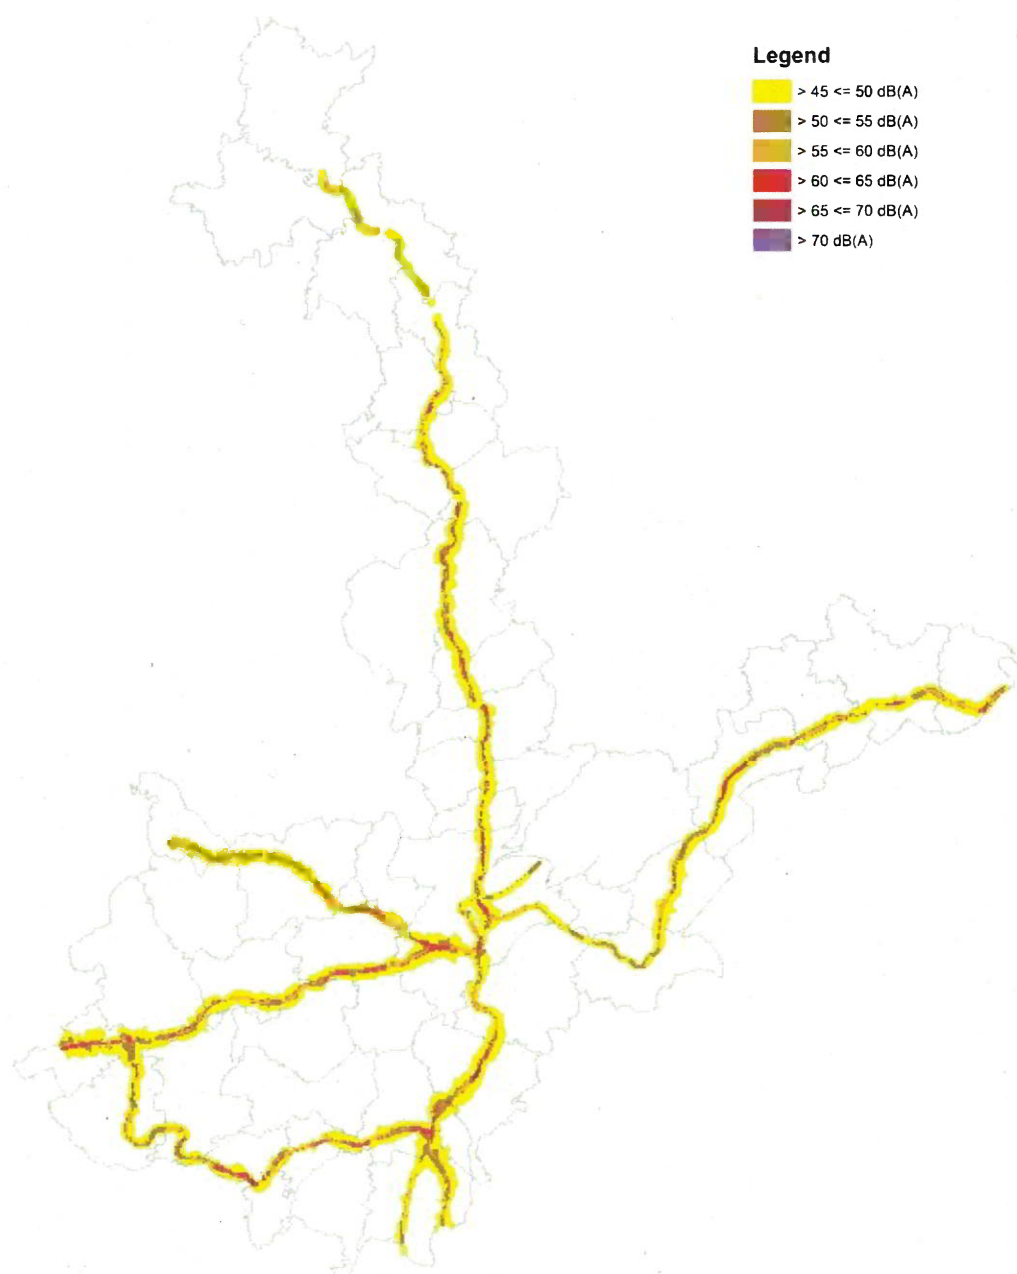 Legend
> 45 <= 50 dB(A)
> 50 <= 55 dB(A)
> 55 <= 60 dB(A)
> 60 <= 65 dB(A)
> 65 <= 70 dB(A)
> 70 dB(A)